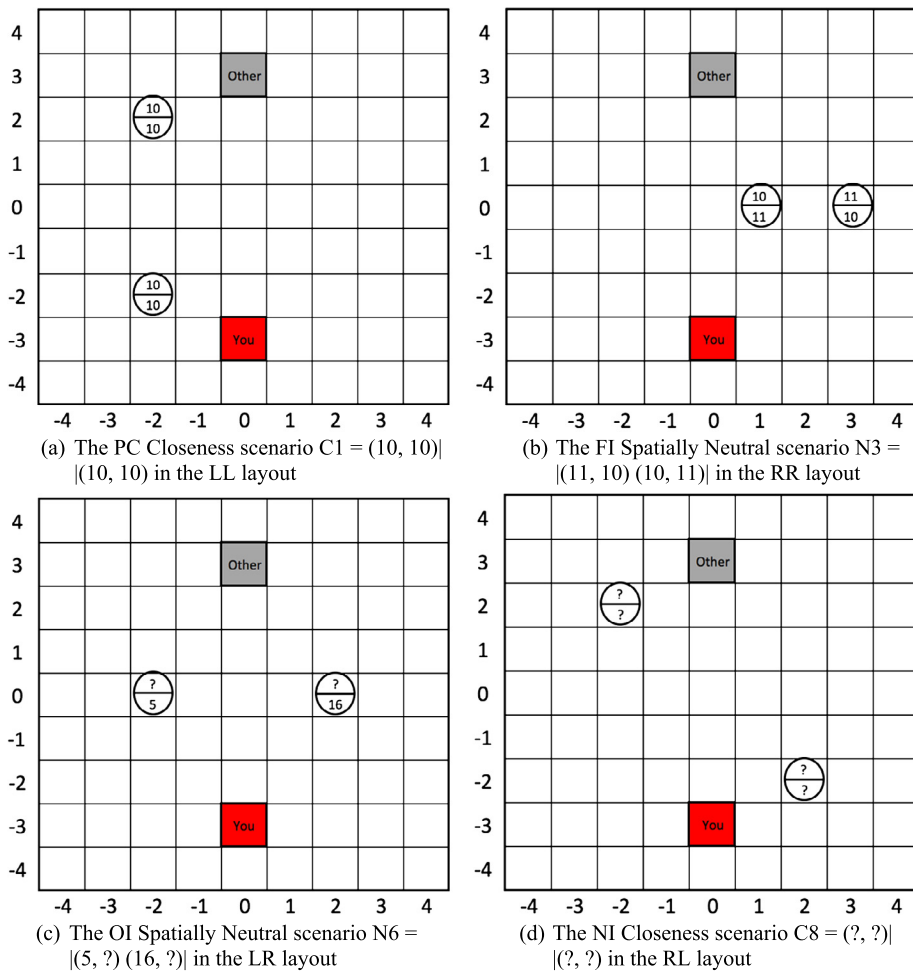 4
3 Other
10
2
10
1
0
-1
10
-2
10
-3 You
-4
-4 -3 -2 -1 0 1 2 3 4
(a) The PC Closeness scenario C1 = (10, 10)|
|(10, 10) in the LL layout
4
3 Other
2
1
10 11
0
11 10
-1
-2
-3 You
-4
-4 -3 -2 -1 0 1 2 3 4
(b) The FI Spatially Neutral scenario N3 =
|(11, 10) (10, 11)| in the RR layout
4
3 Other
2
1
? ?
0
5 16
-1
-2
-3 You
-4
-4 -3 -2 -1 0 1 2 3 4
(c) The OI Spatially Neutral scenario N6 =
|(5, ?) (16, ?)| in the LR layout
4
3 Other
?
2
?
1
0
-1
?
-2
?
-3 You
-4
-4 -3 -2 -1 0 1 2 3 4
(d) The NI Closeness scenario C8 = (?, ?)|
|(?, ?) in the RL layout